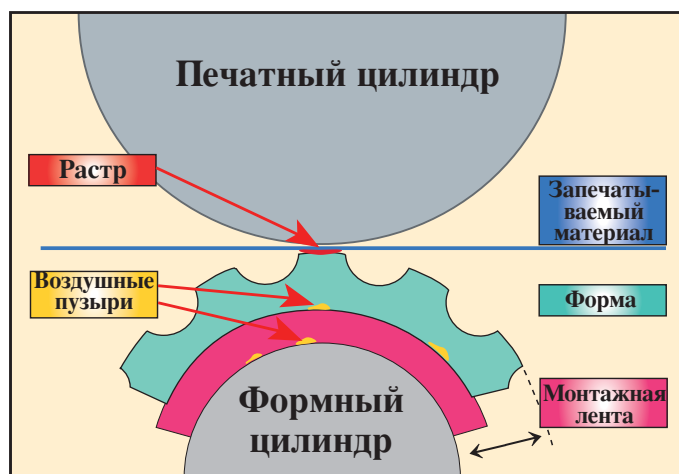 Печатный цилиндр
Растр
Запечаты-
ваемый
материал
Воздушные
пузыри
Форма
Монтажная
лента
Формный
цилиндр